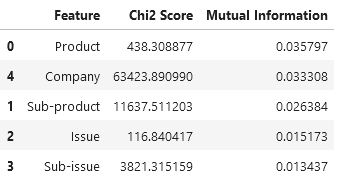 Feature Chi2 Score Mutual Information
0 Product 438.308877 0.035797
4 Company 63423.890990 0.033308
1 Sub-product 11637.511203 0.026384
2 Issue 116.840417 0.015173
3 Sub-issue 3821.315159 0.013437